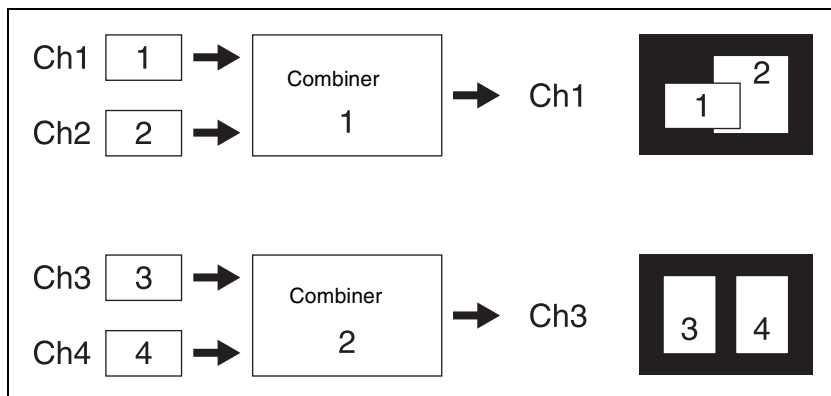 Ch1 1
Ch2 2
Combiner
1
Ch1
1 2
Ch3 3
Ch4 4
Combiner
2
Ch3
3 4